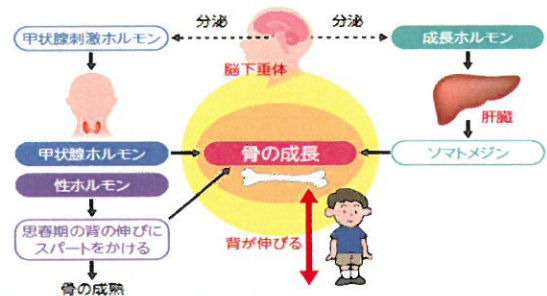 分泌
分泌
甲状腺刺激ホルモン
成長ホルモン
脳下垂体
肝臓
甲状腺ホルモン
骨の成長
ソマトメジン
性ホルモン
思春期の背の伸びに
スパートをかける
背が伸びる
骨の成熟